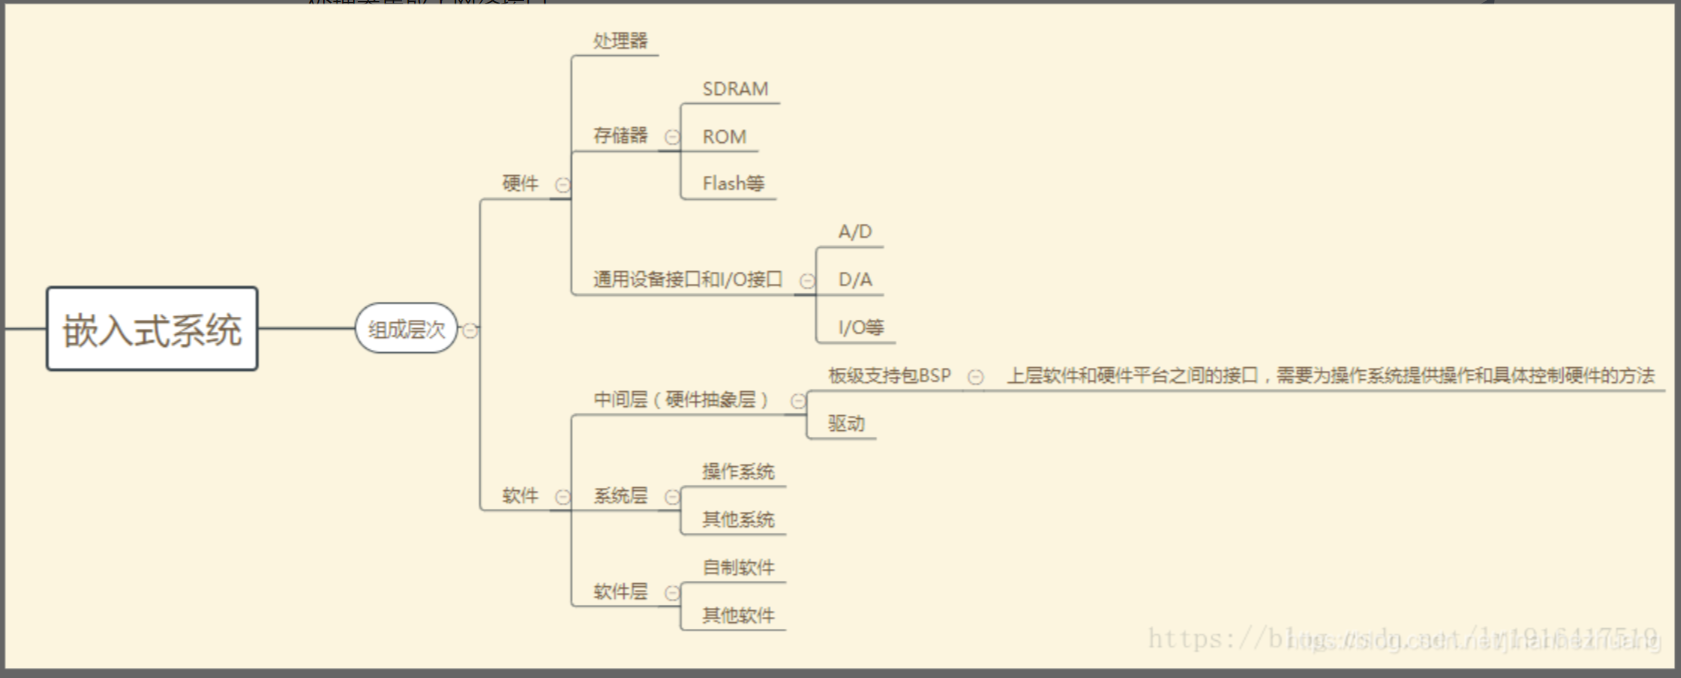 处理器
SDRAM
存储器
ROM
硬件
Flash等
A/D
通用设备接口和I/O接口
D/A
嵌入式系统
组成层次
I/O等
板级支持包BSP
上层软件和硬件平台之间的接口，需要为操作系统提供操作和具体控制硬件的方法
中间层（硬件抽象层）
驱动
操作系统
软件
系统层
其他系统
自制软件
软件层
其他软件